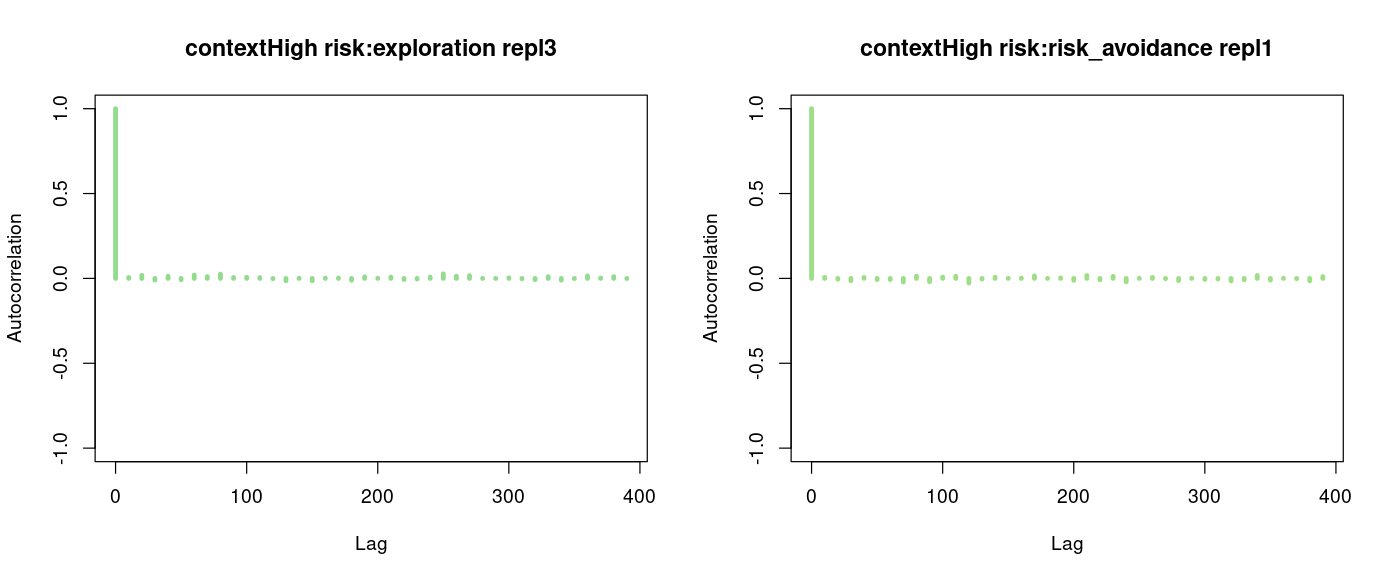 contextHigh risk:exploration repl3
Autocorrelation
1.0
0.5
0.0
-0.5
-1.0
0 100 200 300 400
Lag
contextHigh risk:risk_avoidance repl1
Autocorrelation
1.0
0.5
0.0
-0.5
-1.0
0 100 200 300 400
Lag